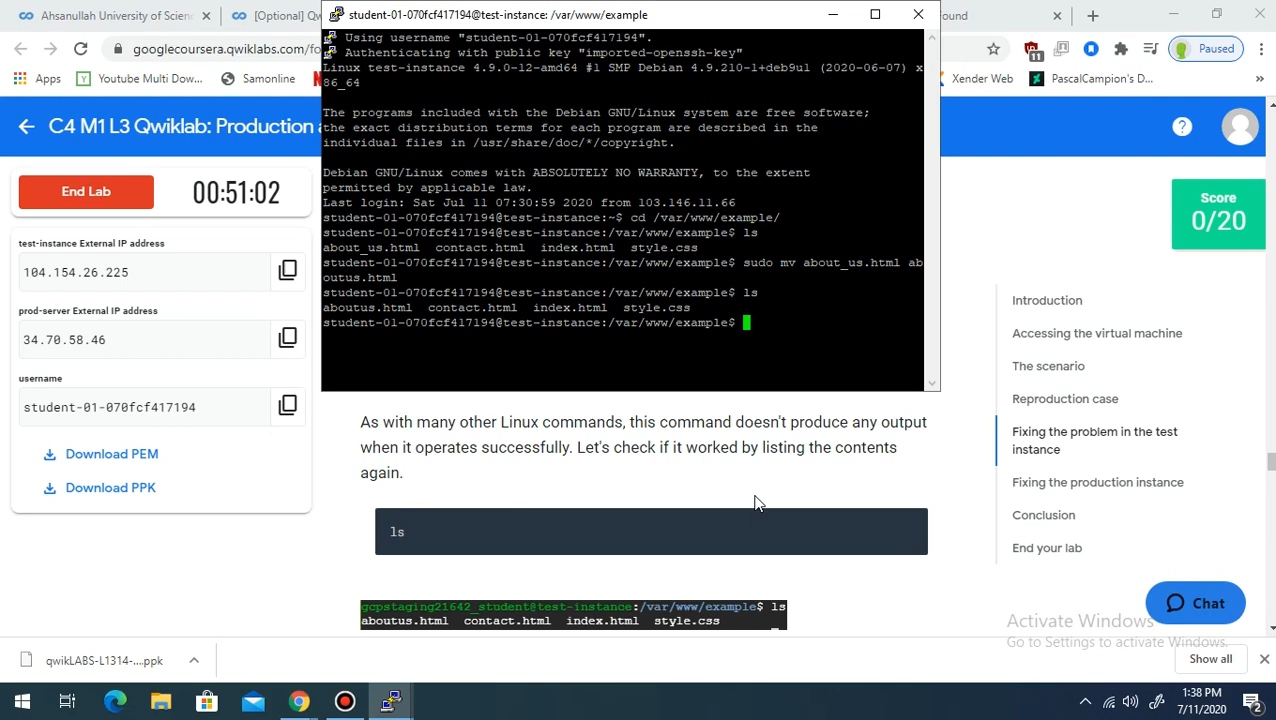 Ahsanullah University of Scienc
[Optional] Qw
ound
student-01-070fcf417194@test-instance: /var/www/example
googlecoursera.qwiklabs.com/fo
11
Paused
Apps
Youtube Multi Dow...
Samonline
Xender Web
PascalCampion's D...
C4 M1 L3 Qwiklab: Production a
End Lab
00:51:02
Score
0/20
test-instance External IP address
104.154.26.225
prod-server External IP address
34.70.58.46
username
student-01-070fcf417194
Download PEM
Download PPK
Using username "student-01-070fcf417194".
Authenticating with public key "imported-openssh-key"
Linux test-instance 4.9.0-12-amd64 #1 SMP Debian 4.9.210-1+deb9u1 (2020-06-07) x
86_64
The programs included with the Debian GNU/Linux system are free software;
the exact distribution terms for each program are described in the
individual files in /usr/share/doc/*/copyright.
Debian GNU/Linux comes with ABSOLUTELY NO WARRANTY, to the extent
permitted by applicable law.
Last login: Sat Jul 11 07:30:59 2020 from 103.146.11.66
student-01-070fcf417194@test-instance:~$ cd /var/www/example/
student-01-070fcf417194@test-instance:/var/www/example$ ls
about_us.html contact.html index.html style.css
student-01-070fcf417194@test-instance:/var/www/example$ sudo mv about_us.html ab
outus.html
student-01-070fcf417194@test-instance:/var/www/example$ ls
aboutus.html contact.html index.html style.css
student-01-070fcf417194@test-instance:/var/www/example$
As with many other Linux commands, this command doesn't produce any output
when it operates successfully. Let's check if it worked by listing the contents
again.
ls
gcpstaging21642_student@test-instance:/var/www/example$ ls
aboutus.html contact.html index.html style.css
Introduction
Accessing the virtual machine
The scenario
Reproduction case
Fixing the problem in the test
instance
Fixing the production instance
Conclusion
End your lab
Chat
Activate Windows
Go to Settings to activate Windows.
qwikLABS-L1314-....ppk
Show all
1:38 PM
7/11/2020
2